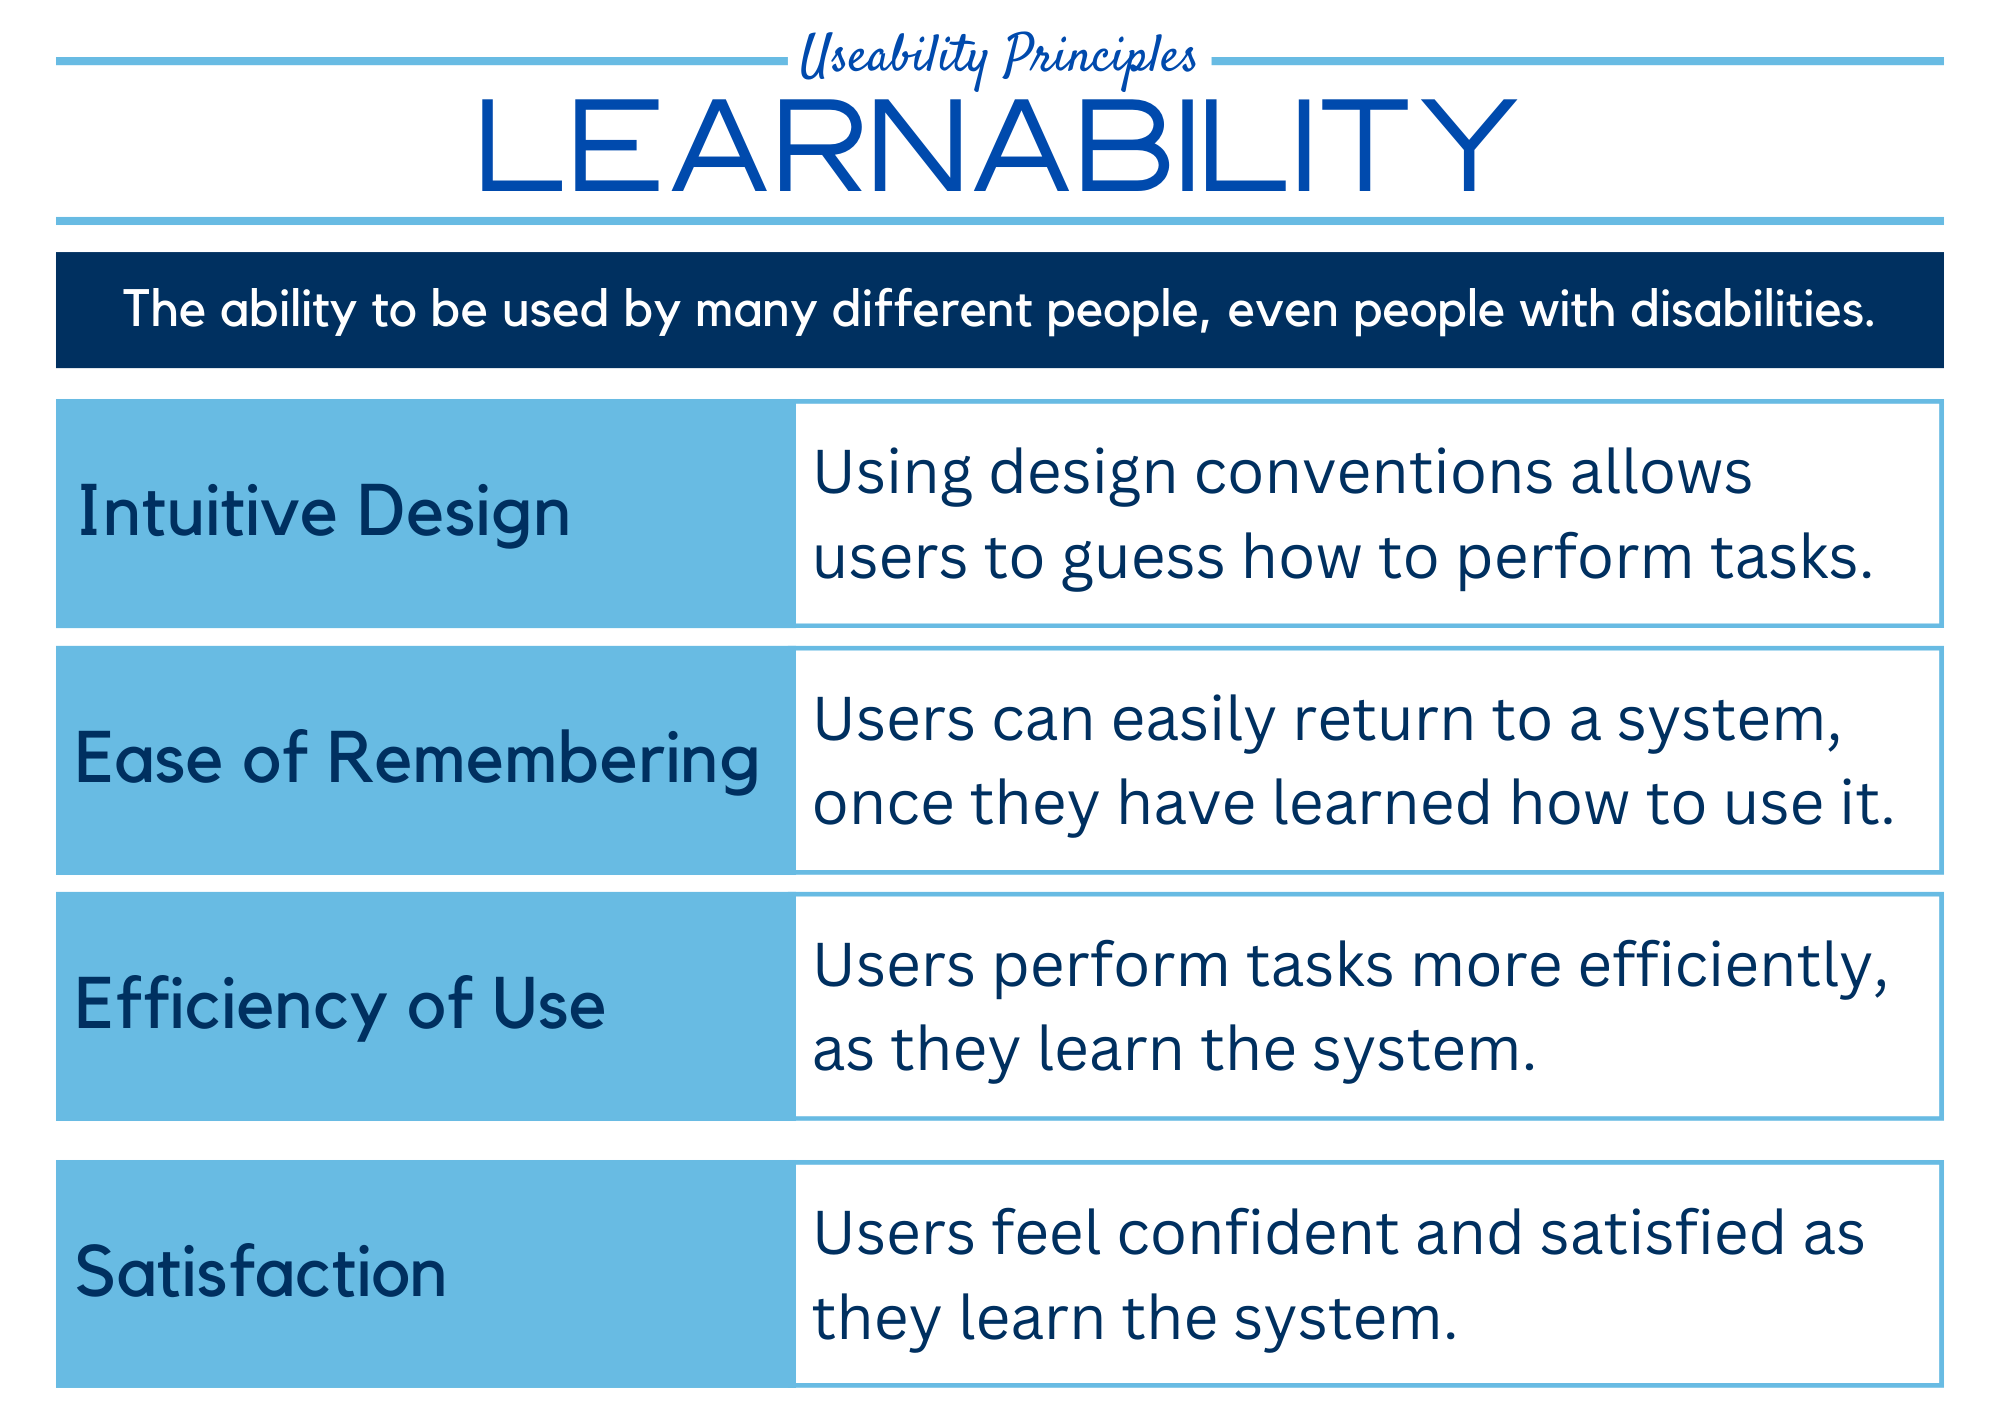 Useability Principles
LEARNABILITY
The ability to be used by many different people, even people with disabilities.
Intuitive Design
Using design conventions allows
users to guess how to perform tasks.
Ease of Remembering
Users can easily return to a system,
once they have learned how to use it.
Efficiency of Use
Users perform tasks more efficiently,
as they learn the system.
Satisfaction
Users feel confident and satisfied as
they learn the system.